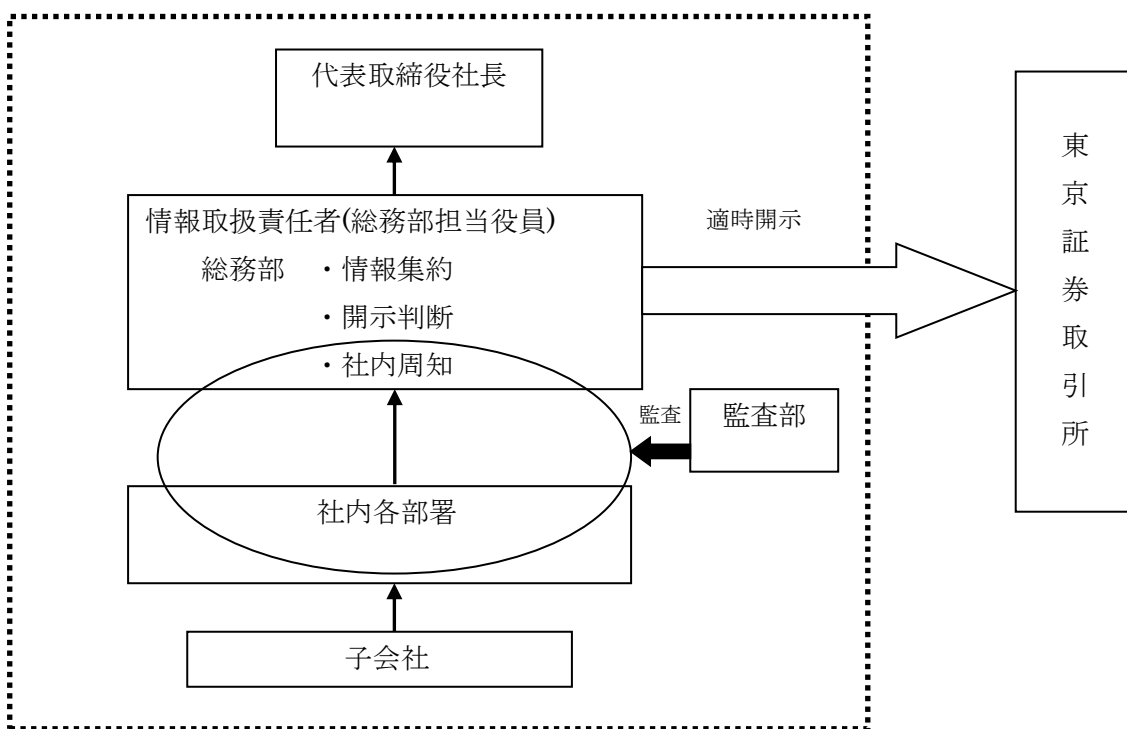 代表取締役社長
情報取扱責任者(総務部担当役員)
総務部 ・情報集約
・開示判断
・社内周知
適時開示
東京証券取引所
監査
監査部
社内各部署
子会社